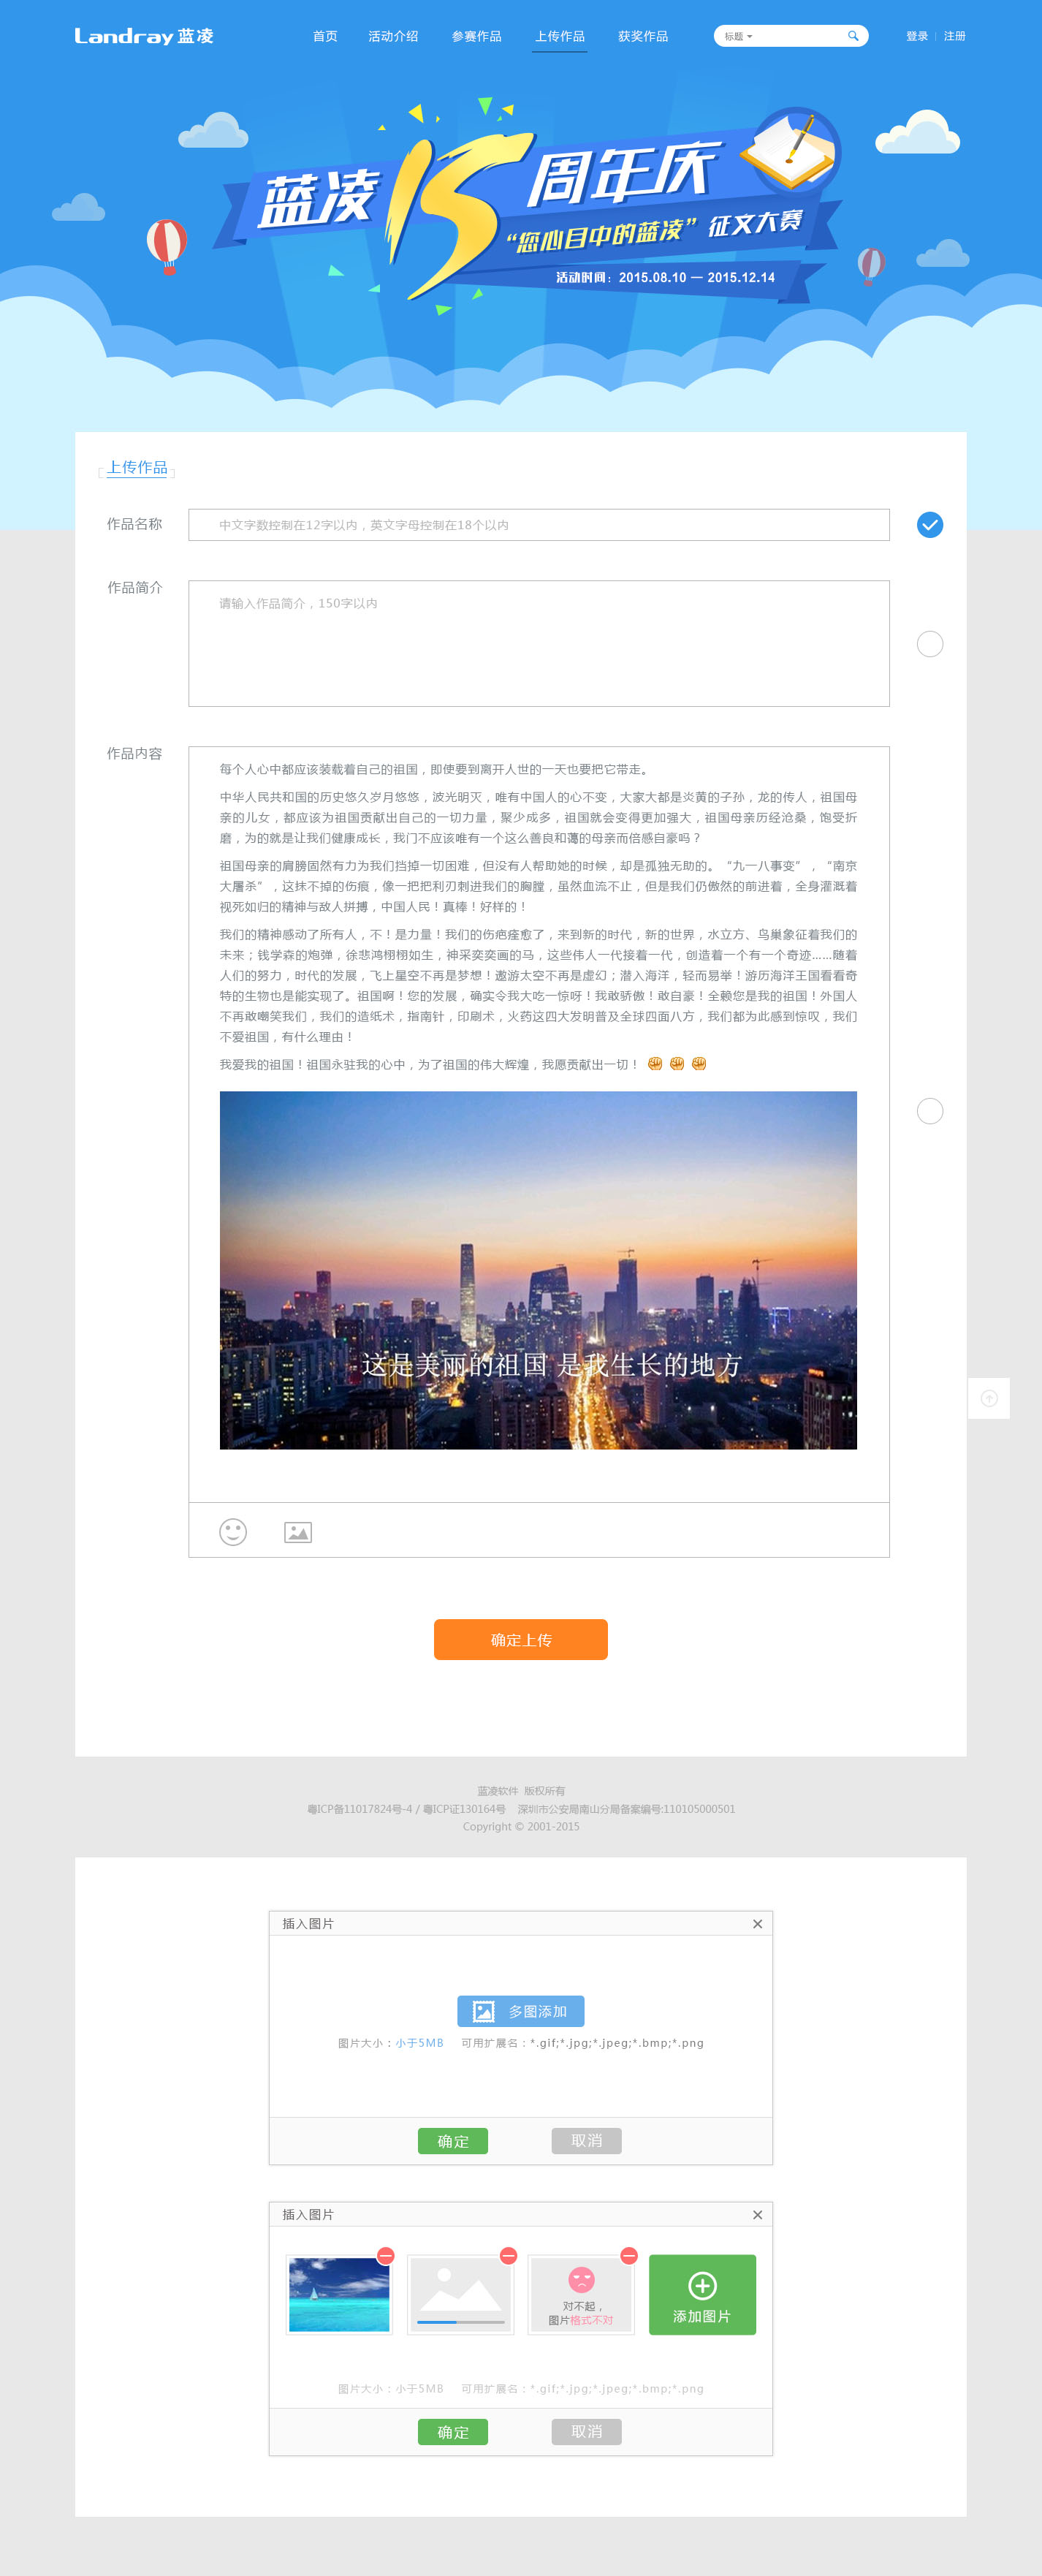 Landray 蓝凌
首页 活动介绍 参赛作品 上传作品 获奖作品 标题 登录 | 注册
蓝凌15周年庆
“您心目中的蓝凌”征文大赛
活动时间：2015.08.10 — 2015.12.14
上传作品
作品名称 中文字数控制在12字以内，英文字母控制在18个以内
作品简介 请输入作品简介，150字以内
作品内容
每个人心中都应该装载着自己的祖国，即使要到离开人世的一天也要把它带走。
中华人民共和国的历史悠久岁月悠悠，波光明灭，唯有中国人的心不变，大家大都是炎黄的子孙，龙的传人，祖国母
亲的儿女，都应该为祖国贡献出自己的一切力量，聚少成多，祖国就会变得更加强大，祖国母亲历经沧桑，饱受折
磨，为的就是让我们健康成长，我门不应该唯有一个这么善良和蔼的母亲而倍感自豪吗？
祖国母亲的肩膀固然有力为我们挡掉一切困难，但没有人帮助她的时候，却是孤独无助的。“九一八事变”，“南京
大屠杀”，这抹不掉的伤痕，像一把把利刃刺进我们的胸膛，虽然血流不止，但是我们仍傲然的前进着，全身灌溉着
视死如归的精神与敌人拼搏，中国人民！真棒！好样的！
我们的精神感动了所有人，不！是力量！我们的伤疤痊愈了，来到新的时代，新的世界，水立方、鸟巢象征着我们的
未来；钱学森的炮弹，徐悲鸿栩栩如生，神采奕奕画的马，这些伟人一代接着一代，创造着一个有一个奇迹……随着
人们的努力，时代的发展，飞上星空不再是梦想！遨游太空不再是虚幻；潜入海洋，轻而易举！游历海洋王国看看奇
特的生物也是能实现了。祖国啊！您的发展，确实令我大吃一惊呀！我敢骄傲！敢自豪！全赖您是我的祖国！外国人
不再敢嘲笑我们，我们的造纸术，指南针，印刷术，火药这四大发明普及全球四面八方，我们都为此感到惊叹，我们
不爱祖国，有什么理由！
我爱我的祖国！祖国永驻我的心中，为了祖国的伟大辉煌，我愿贡献出一切！
这是美丽的祖国 是我生长的地方
确定上传
蓝凌软件 版权所有
粤ICP备11017824号-4 / 粤ICP证130164号 深圳市公安局南山分局备案编号:110105000501
Copyright © 2001-2015
插入图片
多图添加
图片大小：小于5MB 可用扩展名：*.gif;*.jpg;*.jpeg;*.bmp;*.png
确定 取消
插入图片
对不起，
图片格式不对
添加图片
图片大小：小于5MB 可用扩展名：*.gif;*.jpg;*.jpeg;*.bmp;*.png
确定 取消